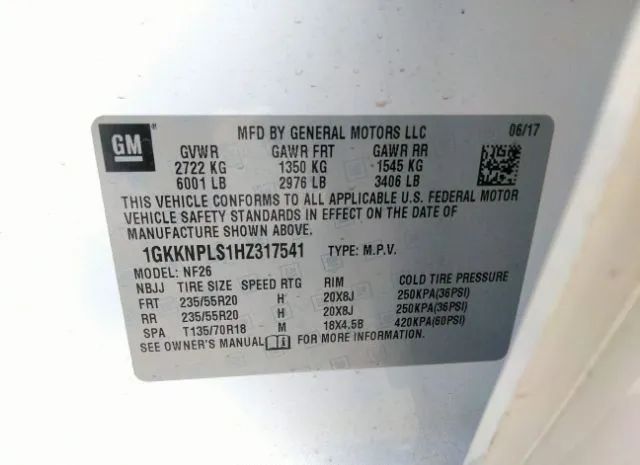 GM
MFD BY GENERAL MOTORS LLC 06/17
GVWR GAWR FRT GAWR RR
2722 KG 1350 KG 1545 KG
6001 LB 2976 LB 3406 LB
THIS VEHICLE CONFORMS TO ALL APPLICABLE U.S. FEDERAL MOTOR
VEHICLE SAFETY STANDARDS IN EFFECT ON THE DATE OF
MANUFACTURE SHOWN ABOVE.
1GKKNPLS1HZ317541 TYPE: M.P.V.
MODEL: NF26
NBJJ TIRE SIZE SPEED RTG RIM COLD TIRE PRESSURE
FRT 235/55R20 H 20X8J 250KPA(36PSI)
RR 235/55R20 H 20X8J 250KPA(36PSI)
SPA T135/70R18 M 18X4.5B 420KPA(60PSI)
SEE OWNER'S MANUAL FOR MORE INFORMATION.